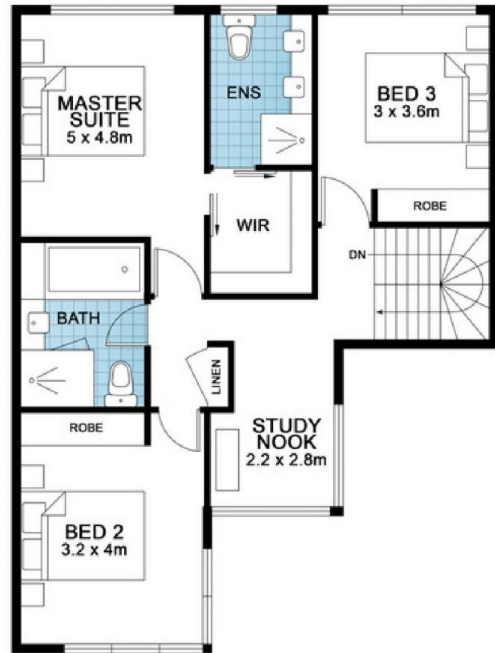 MASTER
SUITE
5 x 4.8m
ENS
BED 3
3 x 3.6m
ROBE
WIR
DN
BATH
LINEN
ROBE
STUDY
NOOK
2.2 x 2.8m
BED 2
3.2 x 4m